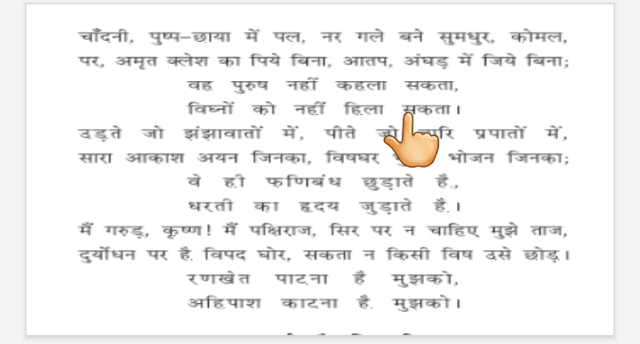 चाँदनी, पुष्प-छाया में पल, नर गले बने सुमधुर, कोमल,
पर, अमृत क्लेश का पिये बिना, आतप, अंघड़ में जिये बिना;
वह पुरुष नहीं कहला सकता,
विघ्नों को नहीं हिला सकता।
उड़ते जो झंझावातों में, पीते जो प्रपातों में,
सारा आकाश अयन जिनका, विषधर भोजन जिनका;
वे ही फणिबंध छुड़ाते है.,
धरती का हृदय जुड़ाते है.।
मैं गरुड़, कृष्ण! मैं पक्षिराज, सिर पर न चाहिए मुझे ताज,
दुर्योधन पर है. विपद घोर, सकता न किसी विष उसे छोड़।
रणखेत पाटना है मुझको,
अहिपाश काटना है. मुझको।